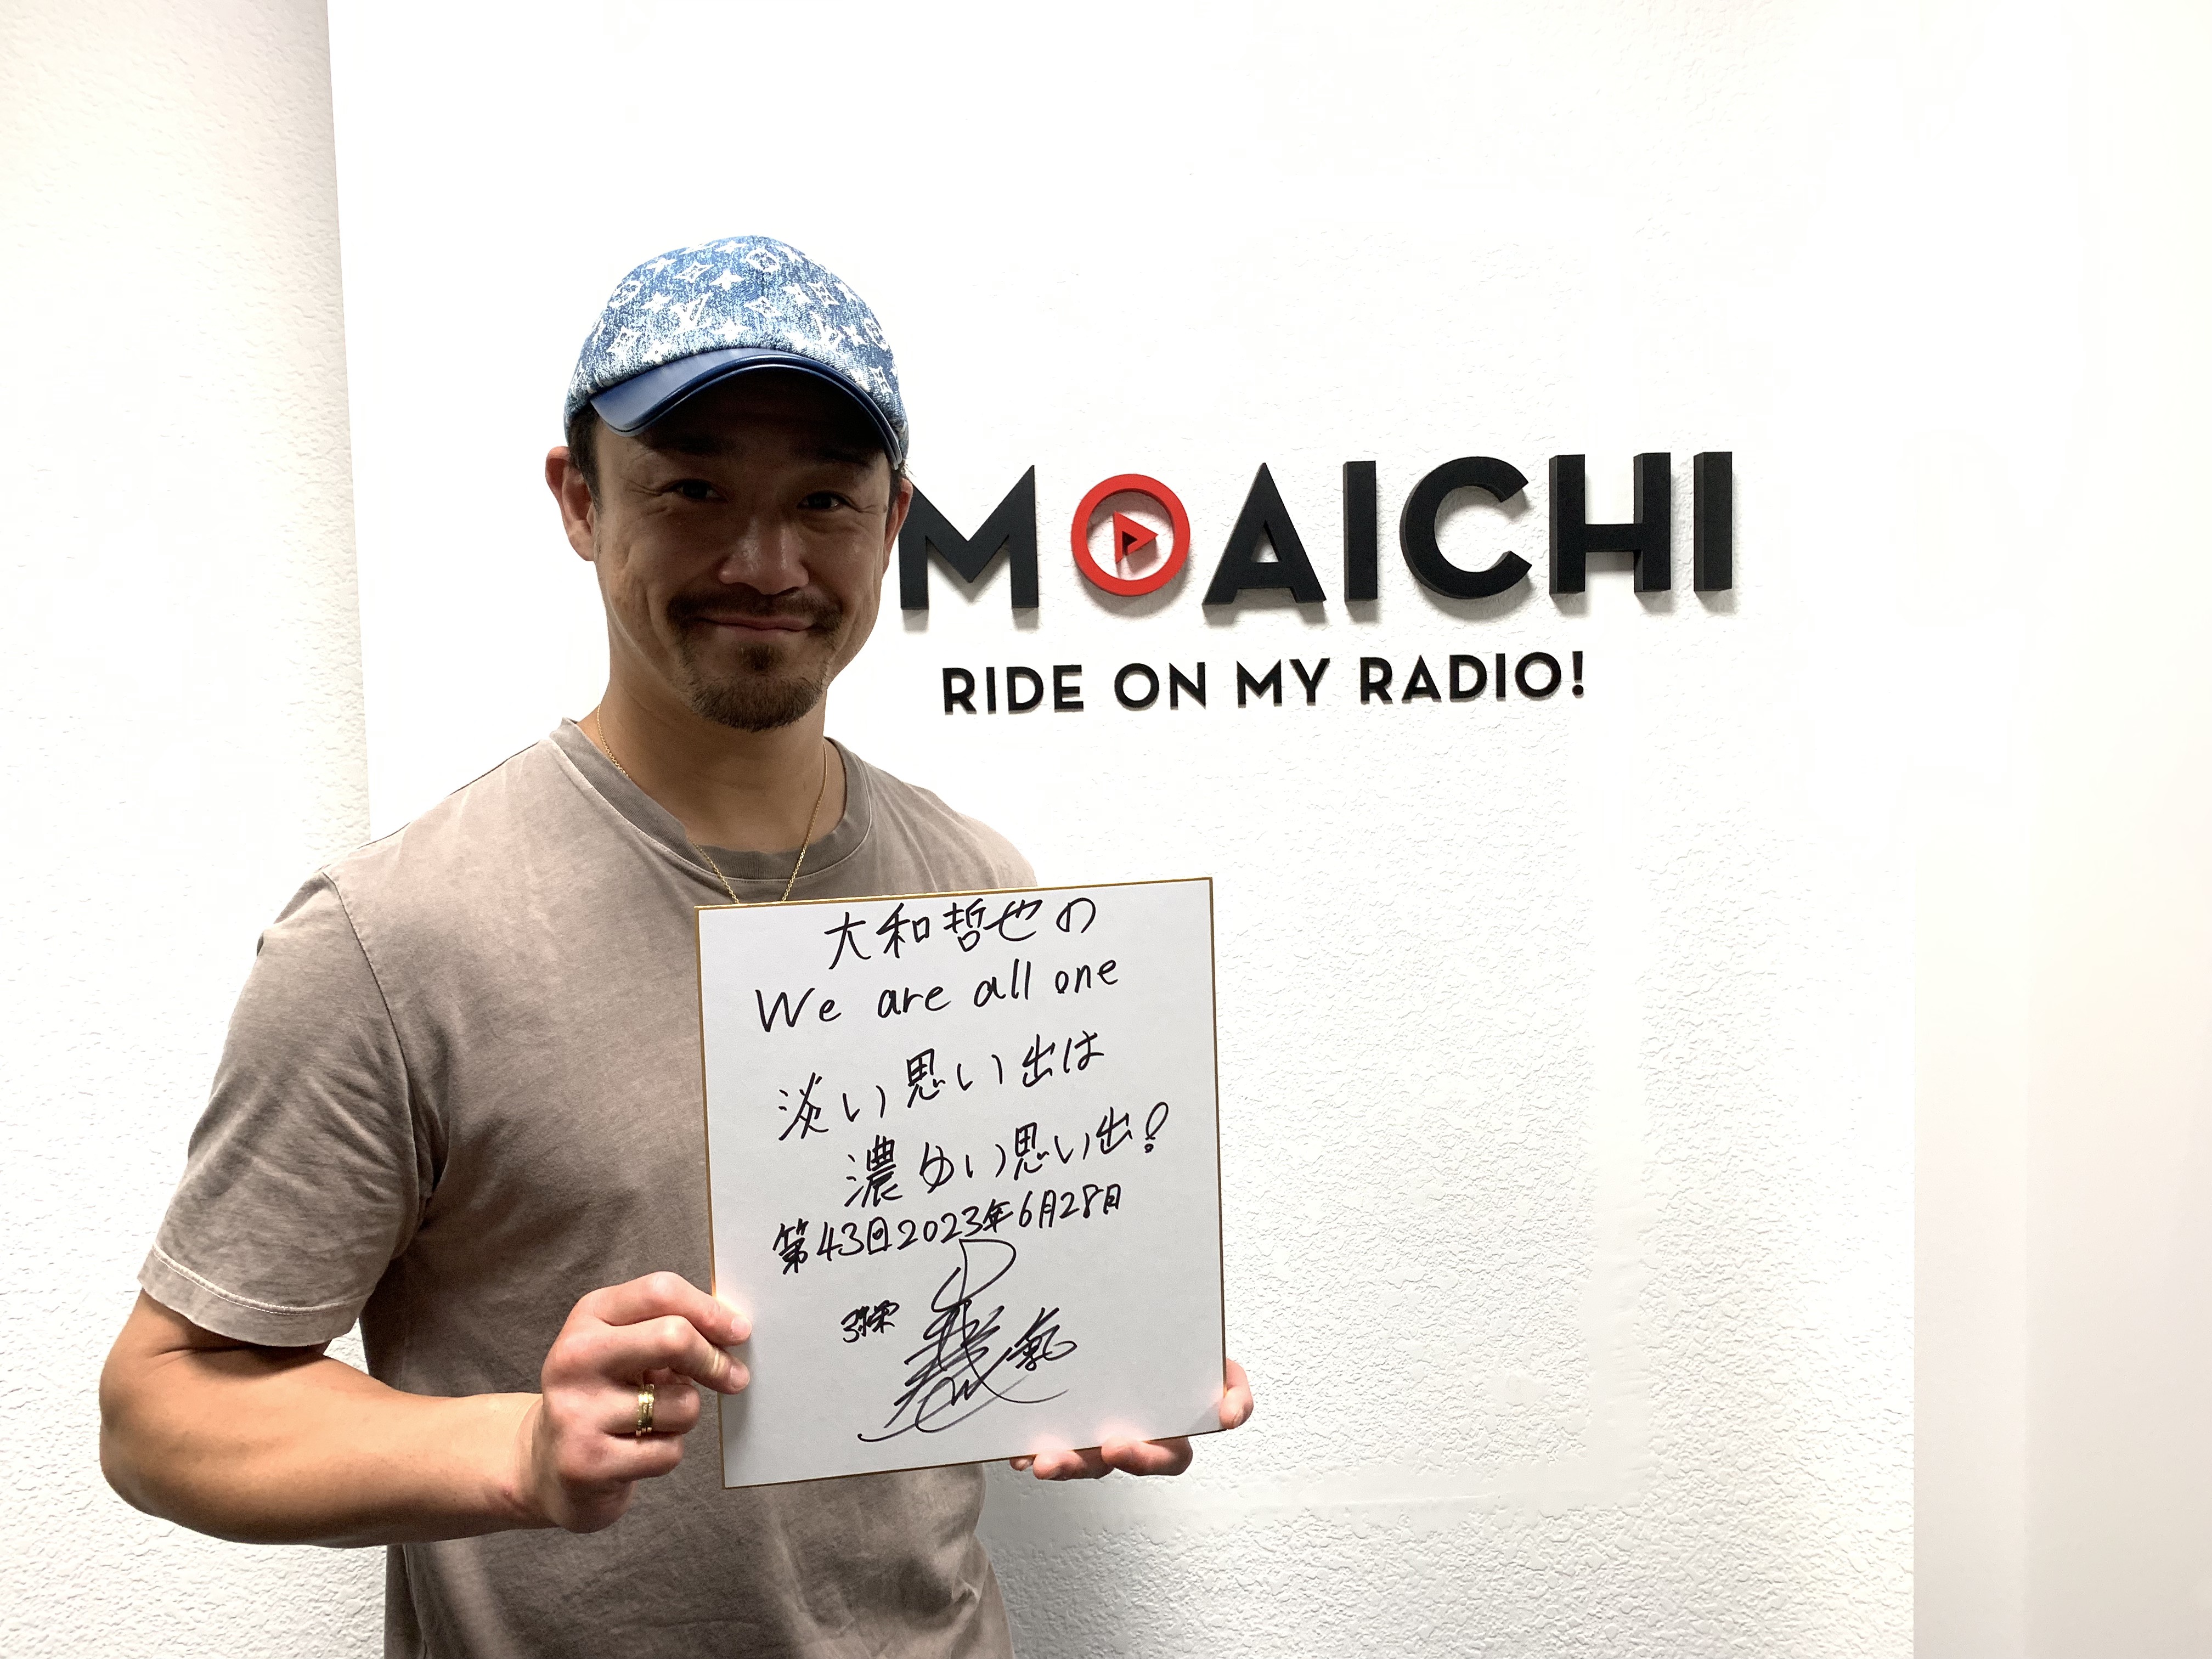 MOAICHI
RIDE ON MY RADIO!
大和哲也の
We are all one
淡い思い出は
濃ゆい思い出!
第43回2023年6月28日